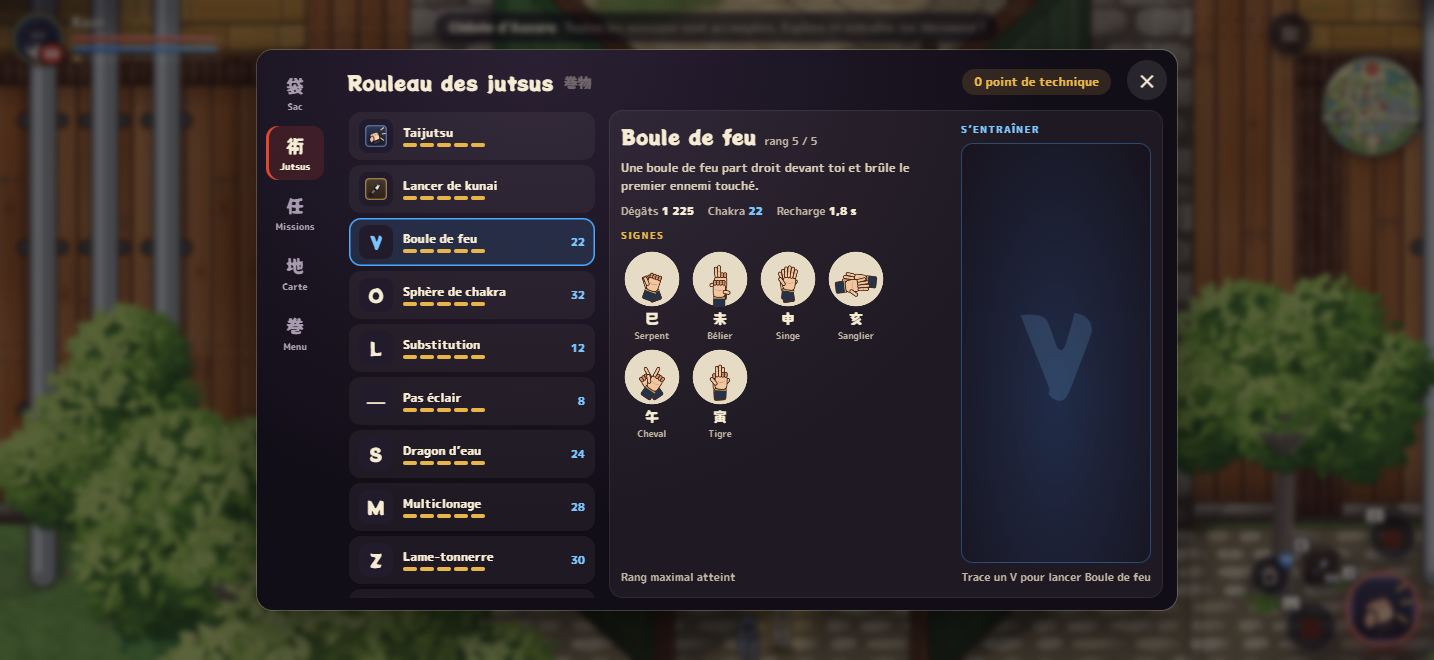 袋
Sac
術
Jutsus
任
Missions
地
Carte
巻
Menu
Rouleau des jutsus 巻物
0 point de technique
Taijutsu
Lancer de kunai
V Boule de feu 22
O Sphère de chakra 32
L Substitution 12
— Pas éclair 8
S Dragon d'eau 24
M Multiclonage 28
Z Lame-tonnerre 30
Boule de feu rang 5 / 5
Une boule de feu part droit devant toi et brûle le
premier ennemi touché.
Dégâts 1 225 Chakra 22 Recharge 1,8 s
SIGNES
巳 未 申 亥
Serpent Bélier Singe Sanglier
午 寅
Cheval Tigre
Rang maximal atteint
S'ENTRAÎNER
V
Trace un V pour lancer Boule de feu